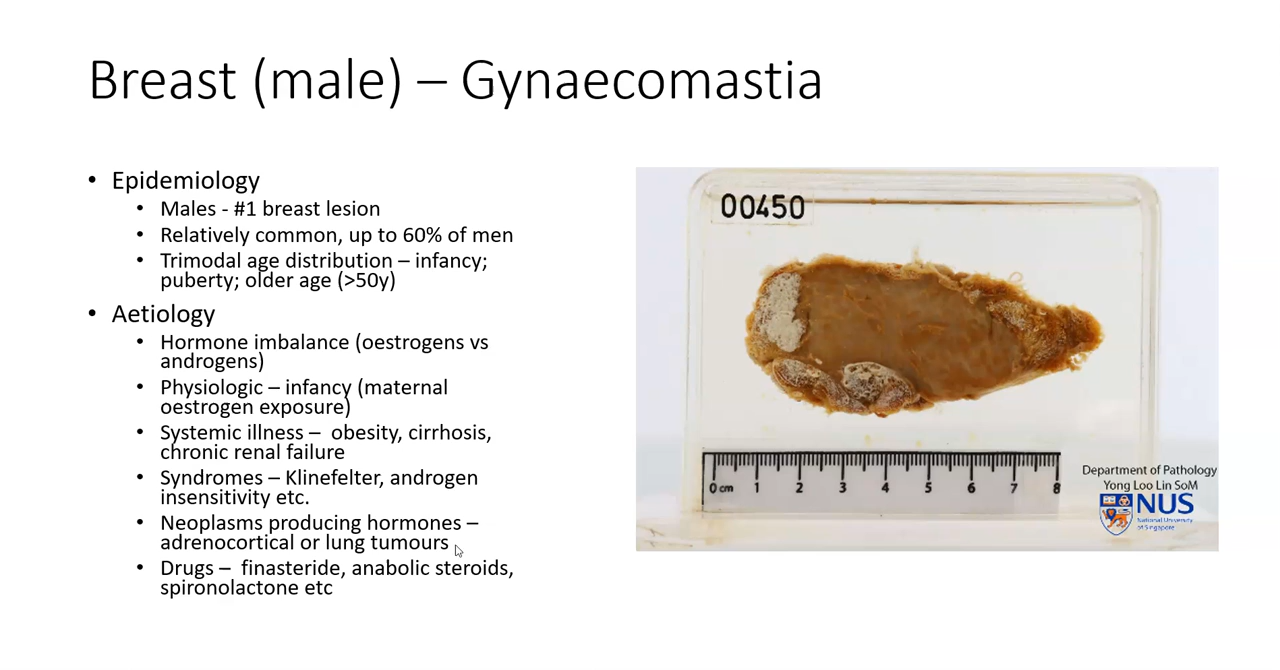 Breast (male) – Gynaecomastia
• Epidemiology
• Males - #1 breast lesion
• Relatively common, up to 60% of men
• Trimodal age distribution – infancy;
puberty; older age (>50y)
• Aetiology
• Hormone imbalance (oestrogens vs
androgens)
• Physiologic – infancy (maternal
oestrogen exposure)
• Systemic illness – obesity, cirrhosis,
chronic renal failure
• Syndromes – Klinefelter, androgen
insensitivity etc.
• Neoplasms producing hormones –
adrenocortical or lung tumours
• Drugs – finasteride, anabolic steroids,
spironolactone etc
00450
0 cm 1 2 3 4 5 6 7 8
Department of Pathology
Yong Loo Lin SoM
NUS
National University
of Singapore